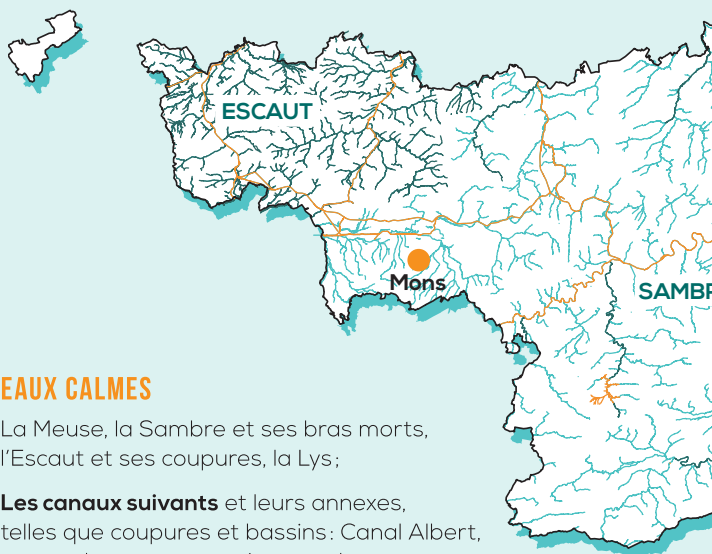 ESCAUT
Mons
EAUX CALMES
La Meuse, la Sambre et ses bras morts,
l'Escaut et ses coupures, la Lys;
Les canaux suivants et leurs annexes,
telles que coupures et bassins : Canal Albert,